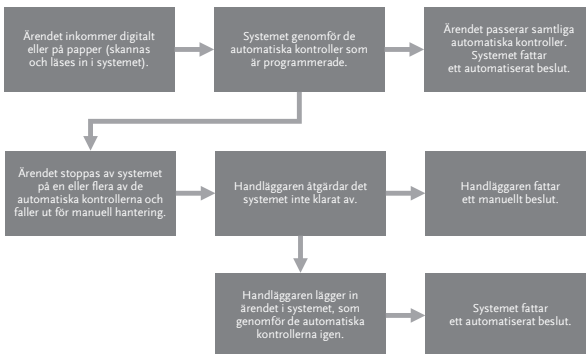 Ärendet inkommer digitalt
eller på papper (skannas
och läses in i systemet).
Systemet genomför de
automatiska kontroller som
är programmerade.
Ärendet passerar samtliga
automatiska kontroller.
Systemet fattar
ett automatiserat beslut.
Ärendet stoppas av systemet
på en eller flera av de
automatiska kontrollerna och
faller ut för manuell hantering.
Handläggaren åtgärdar det
systemet inte klarat av.
Handläggaren fattar
ett manuellt beslut.
Handläggaren lägger in
ärendet i systemet, som
genomför de automatiska
kontrollerna igen.
Systemet fattar
ett automatiserat beslut.